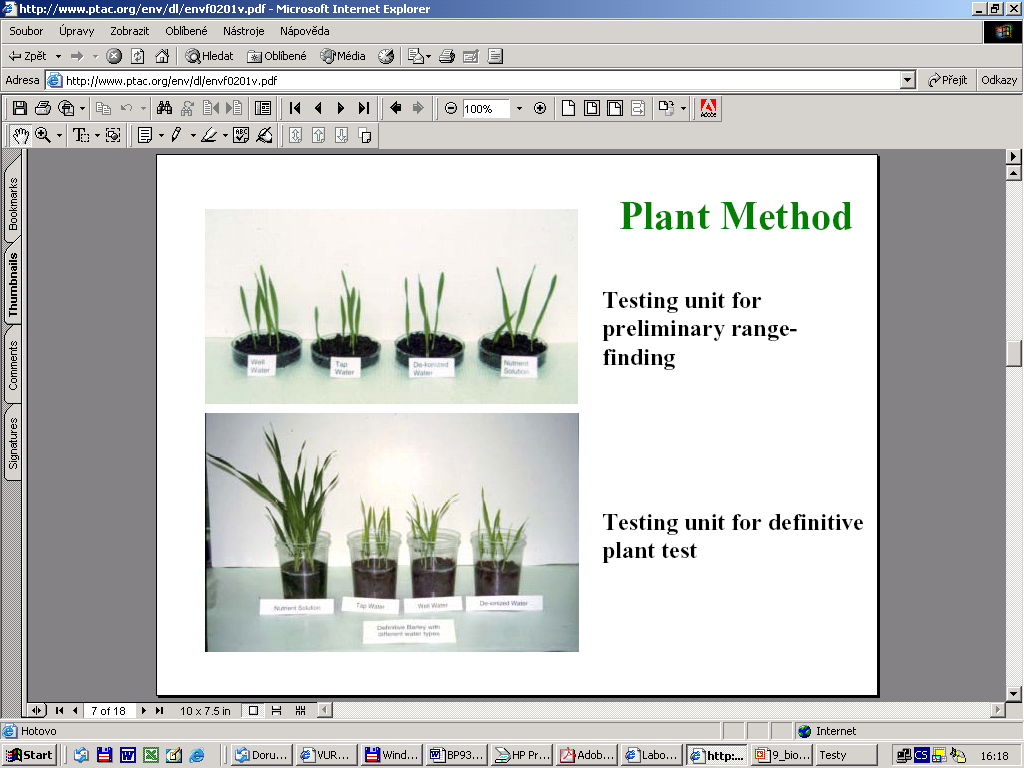 http://www.ptac.org/env/dl/envf0201v.pdf - Microsoft Internet Explorer
Soubor Úpravy Zobrazit Oblíbené Nástroje Nápověda
Zpět Hledat Oblíbené Média
Adresa http://www.ptac.org/env/dl/envf0201v.pdf Přejít Odkazy
100% Adobe
Bookmarks
Thumbnails
Comments
Signatures
Plant Method
Testing unit for
preliminary range-
finding
Well
Water
Tap
Water
De-Ionized
Water
Nutrient
Solution
Testing unit for definitive
plant test
Nutrient Solution
Tap Water
Well Water
De-ionized Water
Definitive Barley with
different water types
7 of 18 10 x 7.5 in
Hotovo Internet
Start Doru... VUR... Wind... BP93... HP Pr... Adob... Labo... http:... 9_bio... Testy CS 16:18